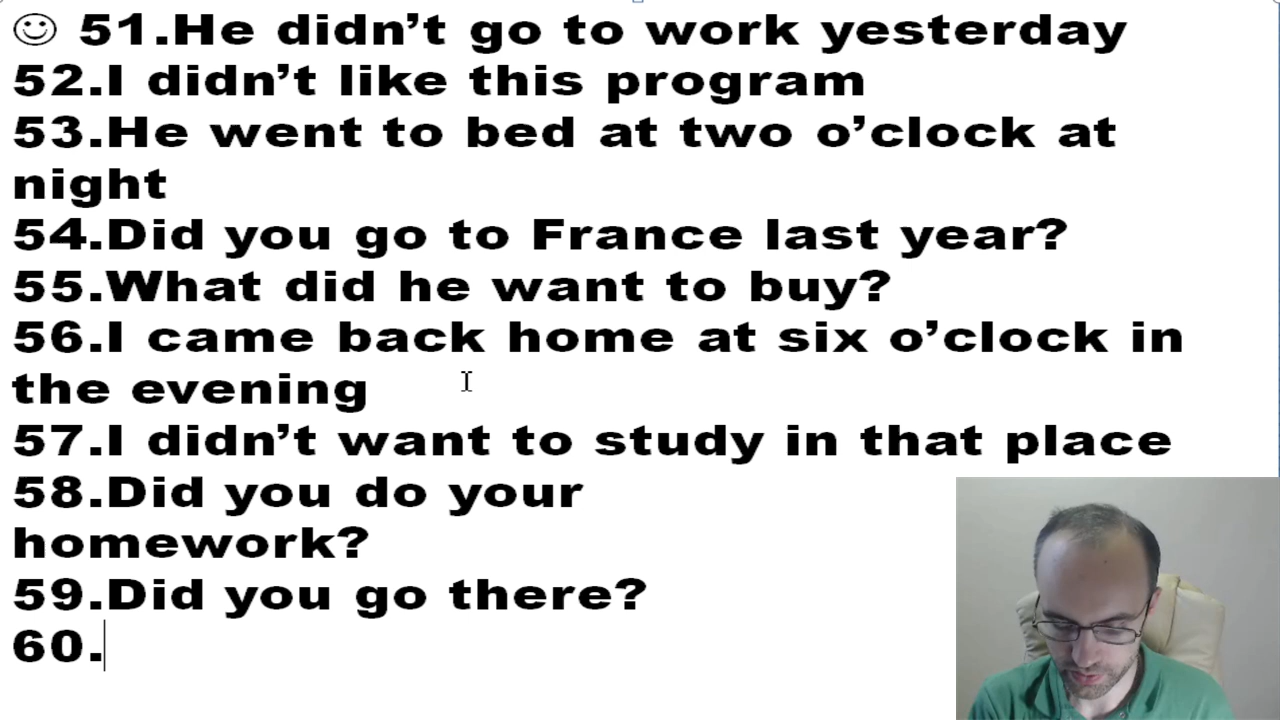 ☺ 51.He didn’t go to work yesterday
52.I didn’t like this program
53.He went to bed at two o’clock at
night
54.Did you go to France last year?
55.What did he want to buy?
56.I came back home at six o’clock in
the evening
57.I didn’t want to study in that place
58.Did you do your
homework?
59.Did you go there?
60.